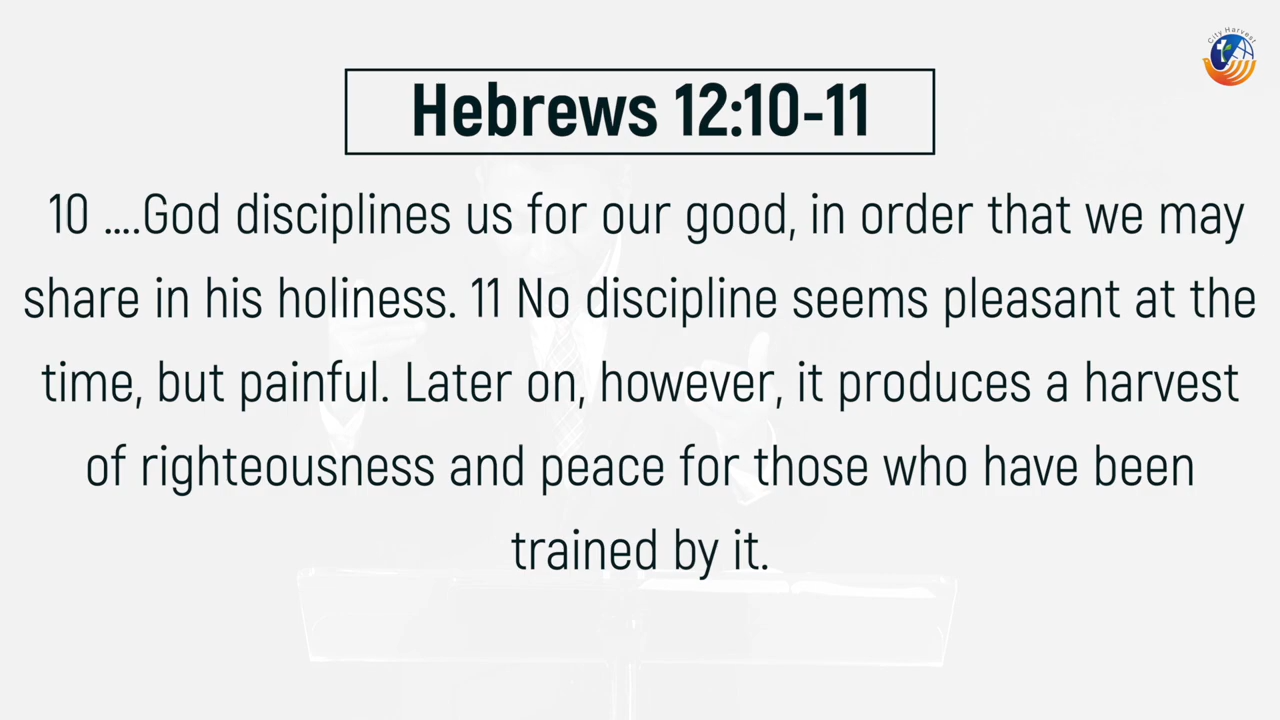 City Harvest
Hebrews 12:10-11
10 ....God disciplines us for our good, in order that we may
share in his holiness. 11 No discipline seems pleasant at the
time, but painful. Later on, however, it produces a harvest
of righteousness and peace for those who have been
trained by it.